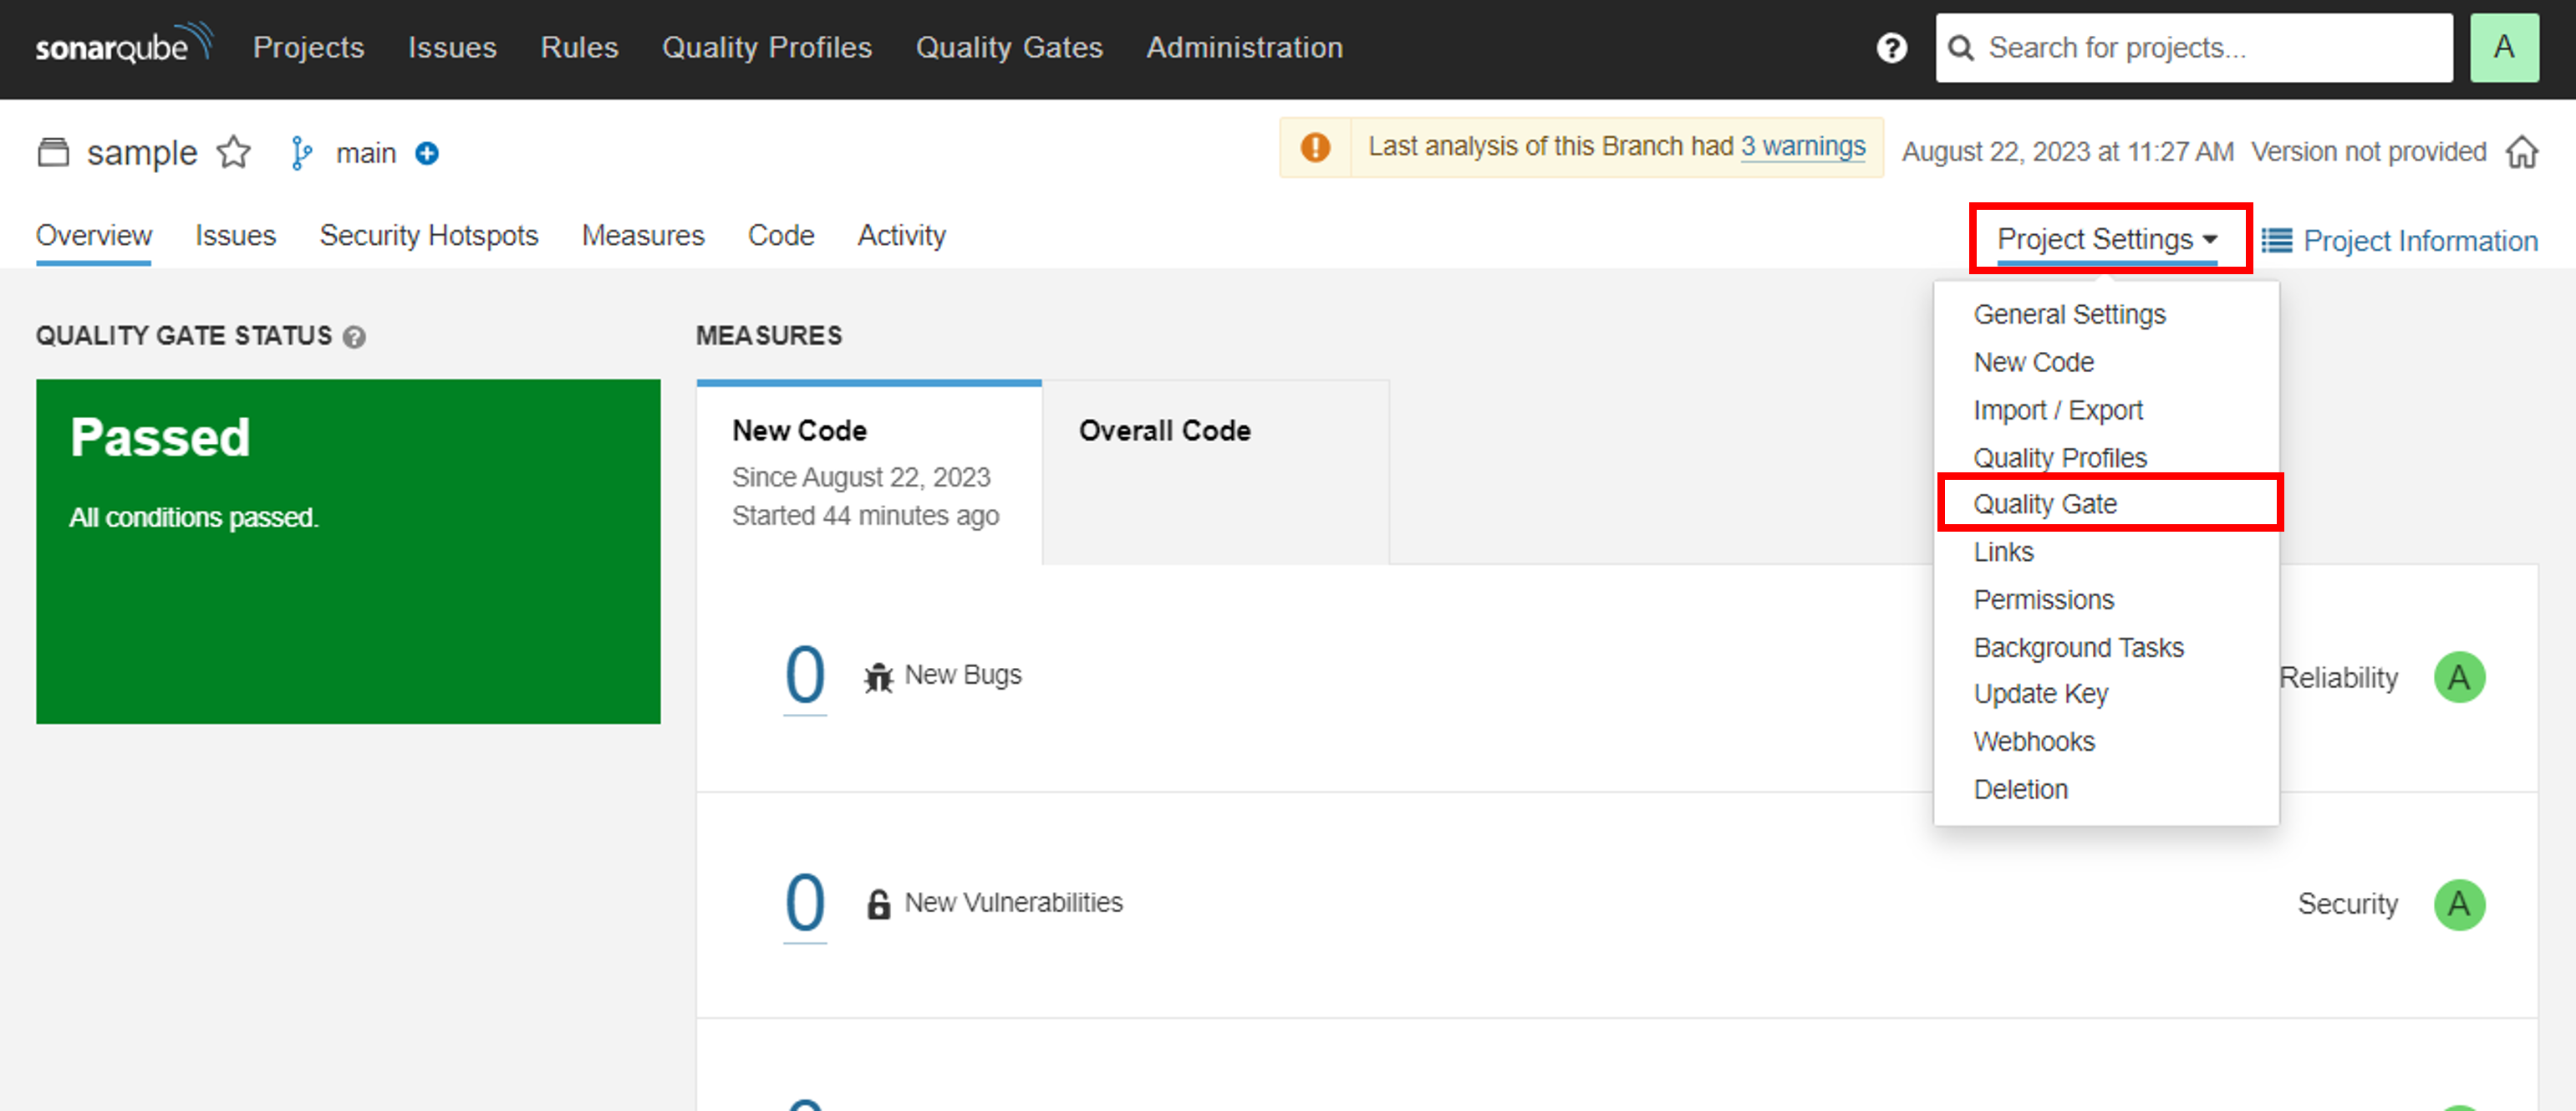 sonarqube Projects Issues Rules Quality Profiles Quality Gates Administration ? Search for projects... A
sample main Last analysis of this Branch had 3 warnings August 22, 2023 at 11:27 AM Version not provided
Overview Issues Security Hotspots Measures Code Activity Project Settings Project Information
General Settings
New Code
Import / Export
Quality Profiles
Quality Gate
Links
Permissions
Background Tasks
Update Key
Webhooks
Deletion
QUALITY GATE STATUS ?
Passed
All conditions passed.
MEASURES
New Code
Since August 22, 2023
Started 44 minutes ago
Overall Code
0 New Bugs Reliability A
0 New Vulnerabilities Security A